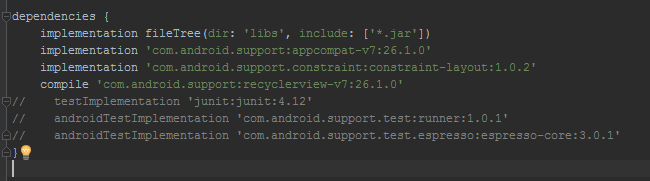 dependencies {
    implementation fileTree(dir: 'libs', include: ['*.jar'])
    implementation 'com.android.support:appcompat-v7:26.1.0'
    implementation 'com.android.support.constraint:constraint-layout:1.0.2'
    compile 'com.android.support:recyclerview-v7:26.1.0'
//    testImplementation 'junit:junit:4.12'
//    androidTestImplementation 'com.android.support.test:runner:1.0.1'
//    androidTestImplementation 'com.android.support.test.espresso:espresso-core:3.0.1'
}